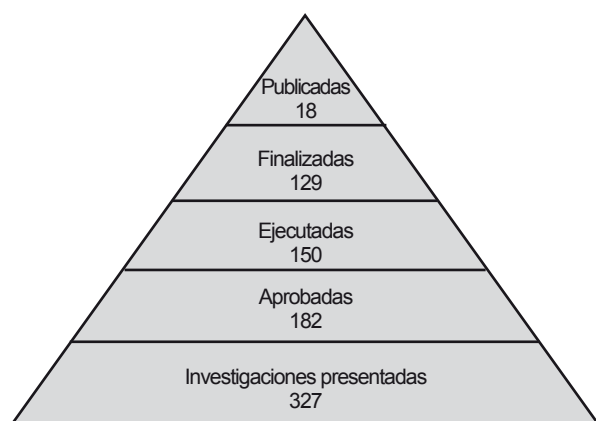 Publicadas
18
Finalizadas
129
Ejecutadas
150
Aprobadas
182
Investigaciones presentadas
327